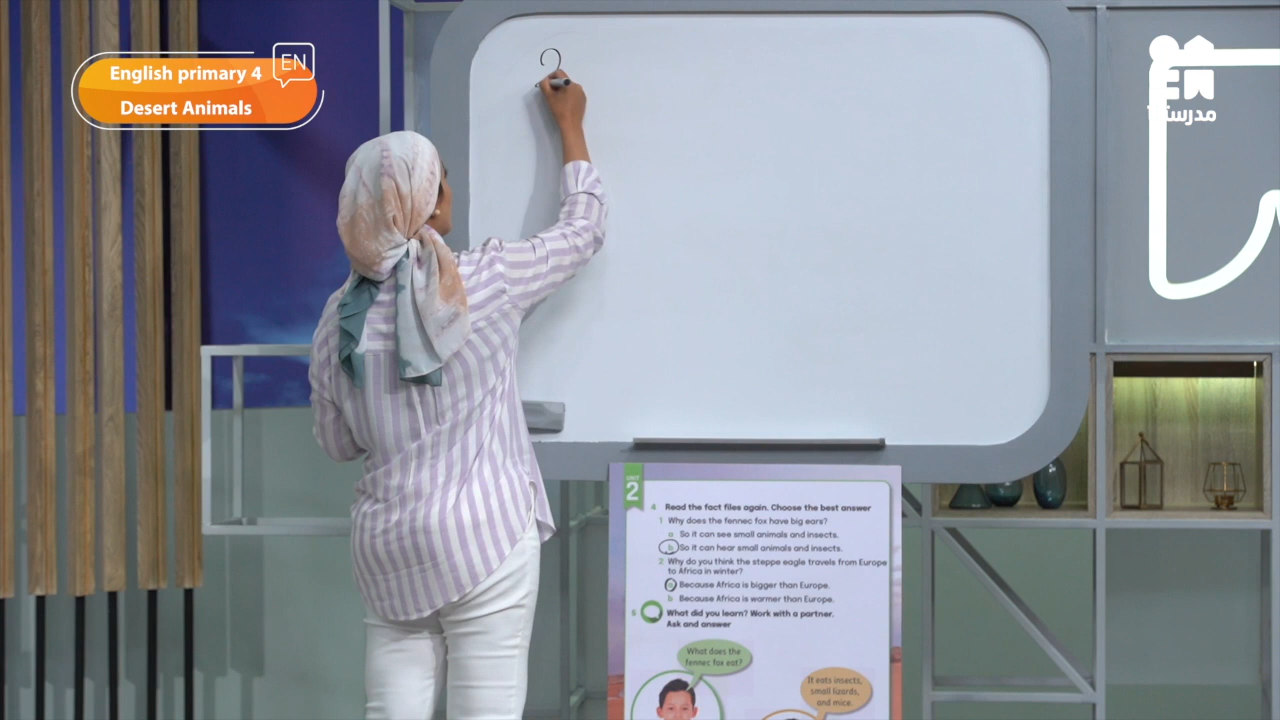 English primary 4
EN
Desert Animals
مدرستنا
UNIT
2
4 Read the fact files again. Choose the best answer
1 Why does the fennec fox have big ears?
a So it can see small animals and insects.
b So it can hear small animals and insects.
2 Why do you think the steppe eagle travels from Europe
to Africa in winter?
a Because Africa is bigger than Europe.
b Because Africa is warmer than Europe.
5 What did you learn? Work with a partner.
Ask and answer
What does the
fennec fox eat?
It eats insects,
small lizards,
and mice.